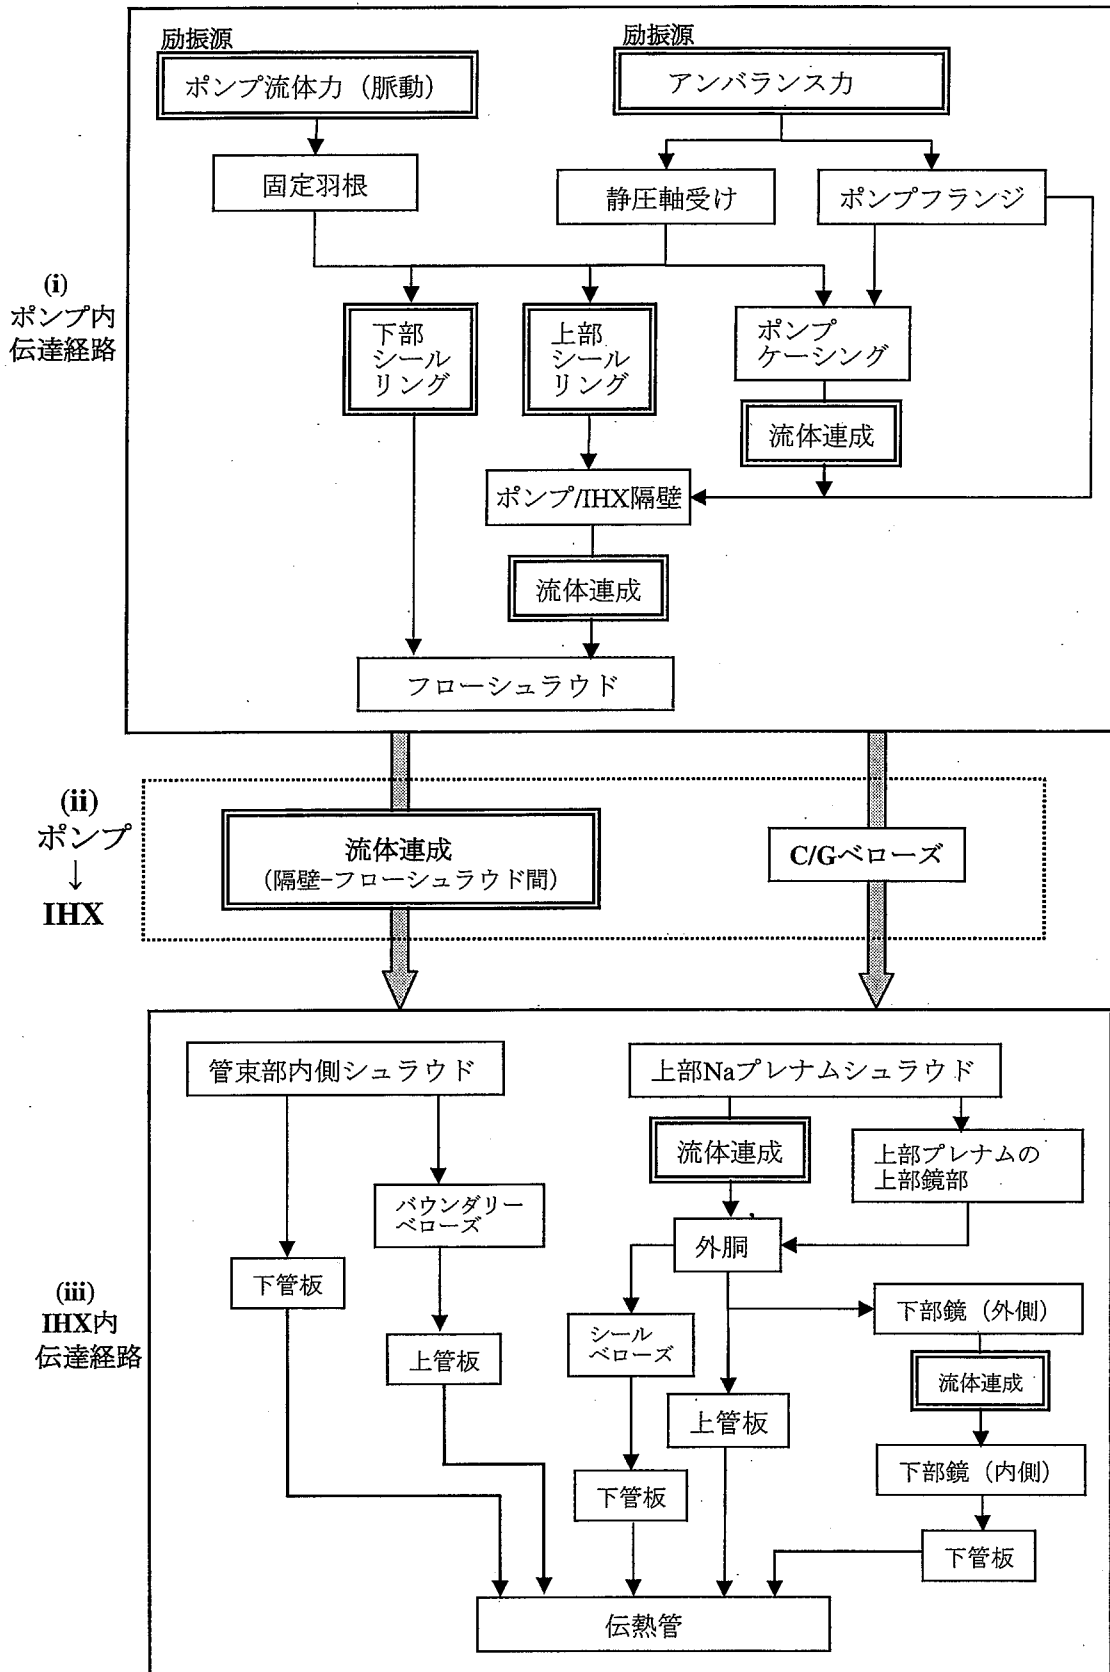 励振源
ポンプ流体力（脈動）
励振源
アンバランス力
固定羽根
静圧軸受け
ポンプフランジ
(i)
ポンプ内
伝達経路
下部
シール
リング
上部
シール
リング
ポンプ
ケーシング
流体連成
ポンプ/IHX隔壁
流体連成
フローシュラウド
(ii)
ポンプ
↓
IHX
流体連成
（隔壁−フローシュラウド間）
C/Gベローズ
(iii)
IHX内
伝達経路
管束部内側シュラウド
上部Naプレナムシュラウド
流体連成
上部プレナムの
上部鏡部
バウンダリー
ベローズ
外胴
下管板
下部鏡（外側）
シール
ベローズ
上管板
流体連成
上管板
下部鏡（内側）
下管板
下管板
伝熱管